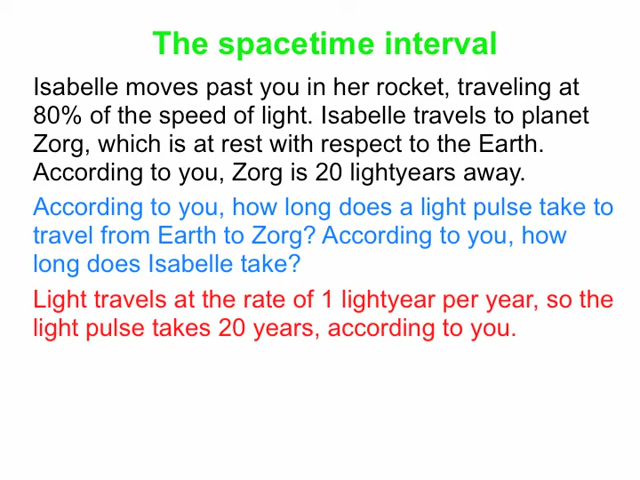 The spacetime interval
Isabelle moves past you in her rocket, traveling at
80% of the speed of light. Isabelle travels to planet
Zorg, which is at rest with respect to the Earth.
According to you, Zorg is 20 lightyears away.
According to you, how long does a light pulse take to
travel from Earth to Zorg? According to you, how
long does Isabelle take?
Light travels at the rate of 1 lightyear per year, so the
light pulse takes 20 years, according to you.